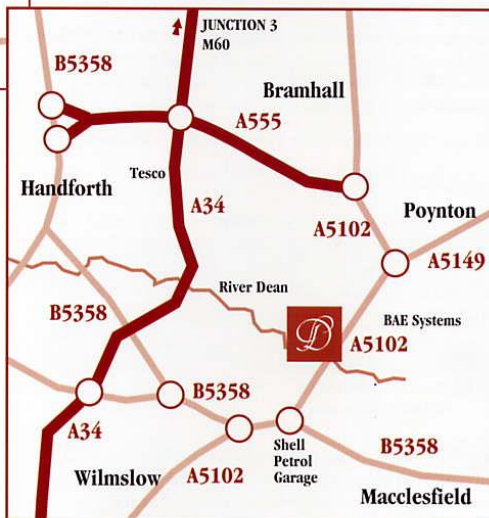 JUNCTION 3
M60
B5358
Bramhall
A555
Tesco
Handforth
A34
A5102
Poynton
A5149
River Dean
B5358
BAE Systems
D
A5102
B5358
A34
Shell
Petrol
Garage
B5358
Wilmslow
A5102
Macclesfield